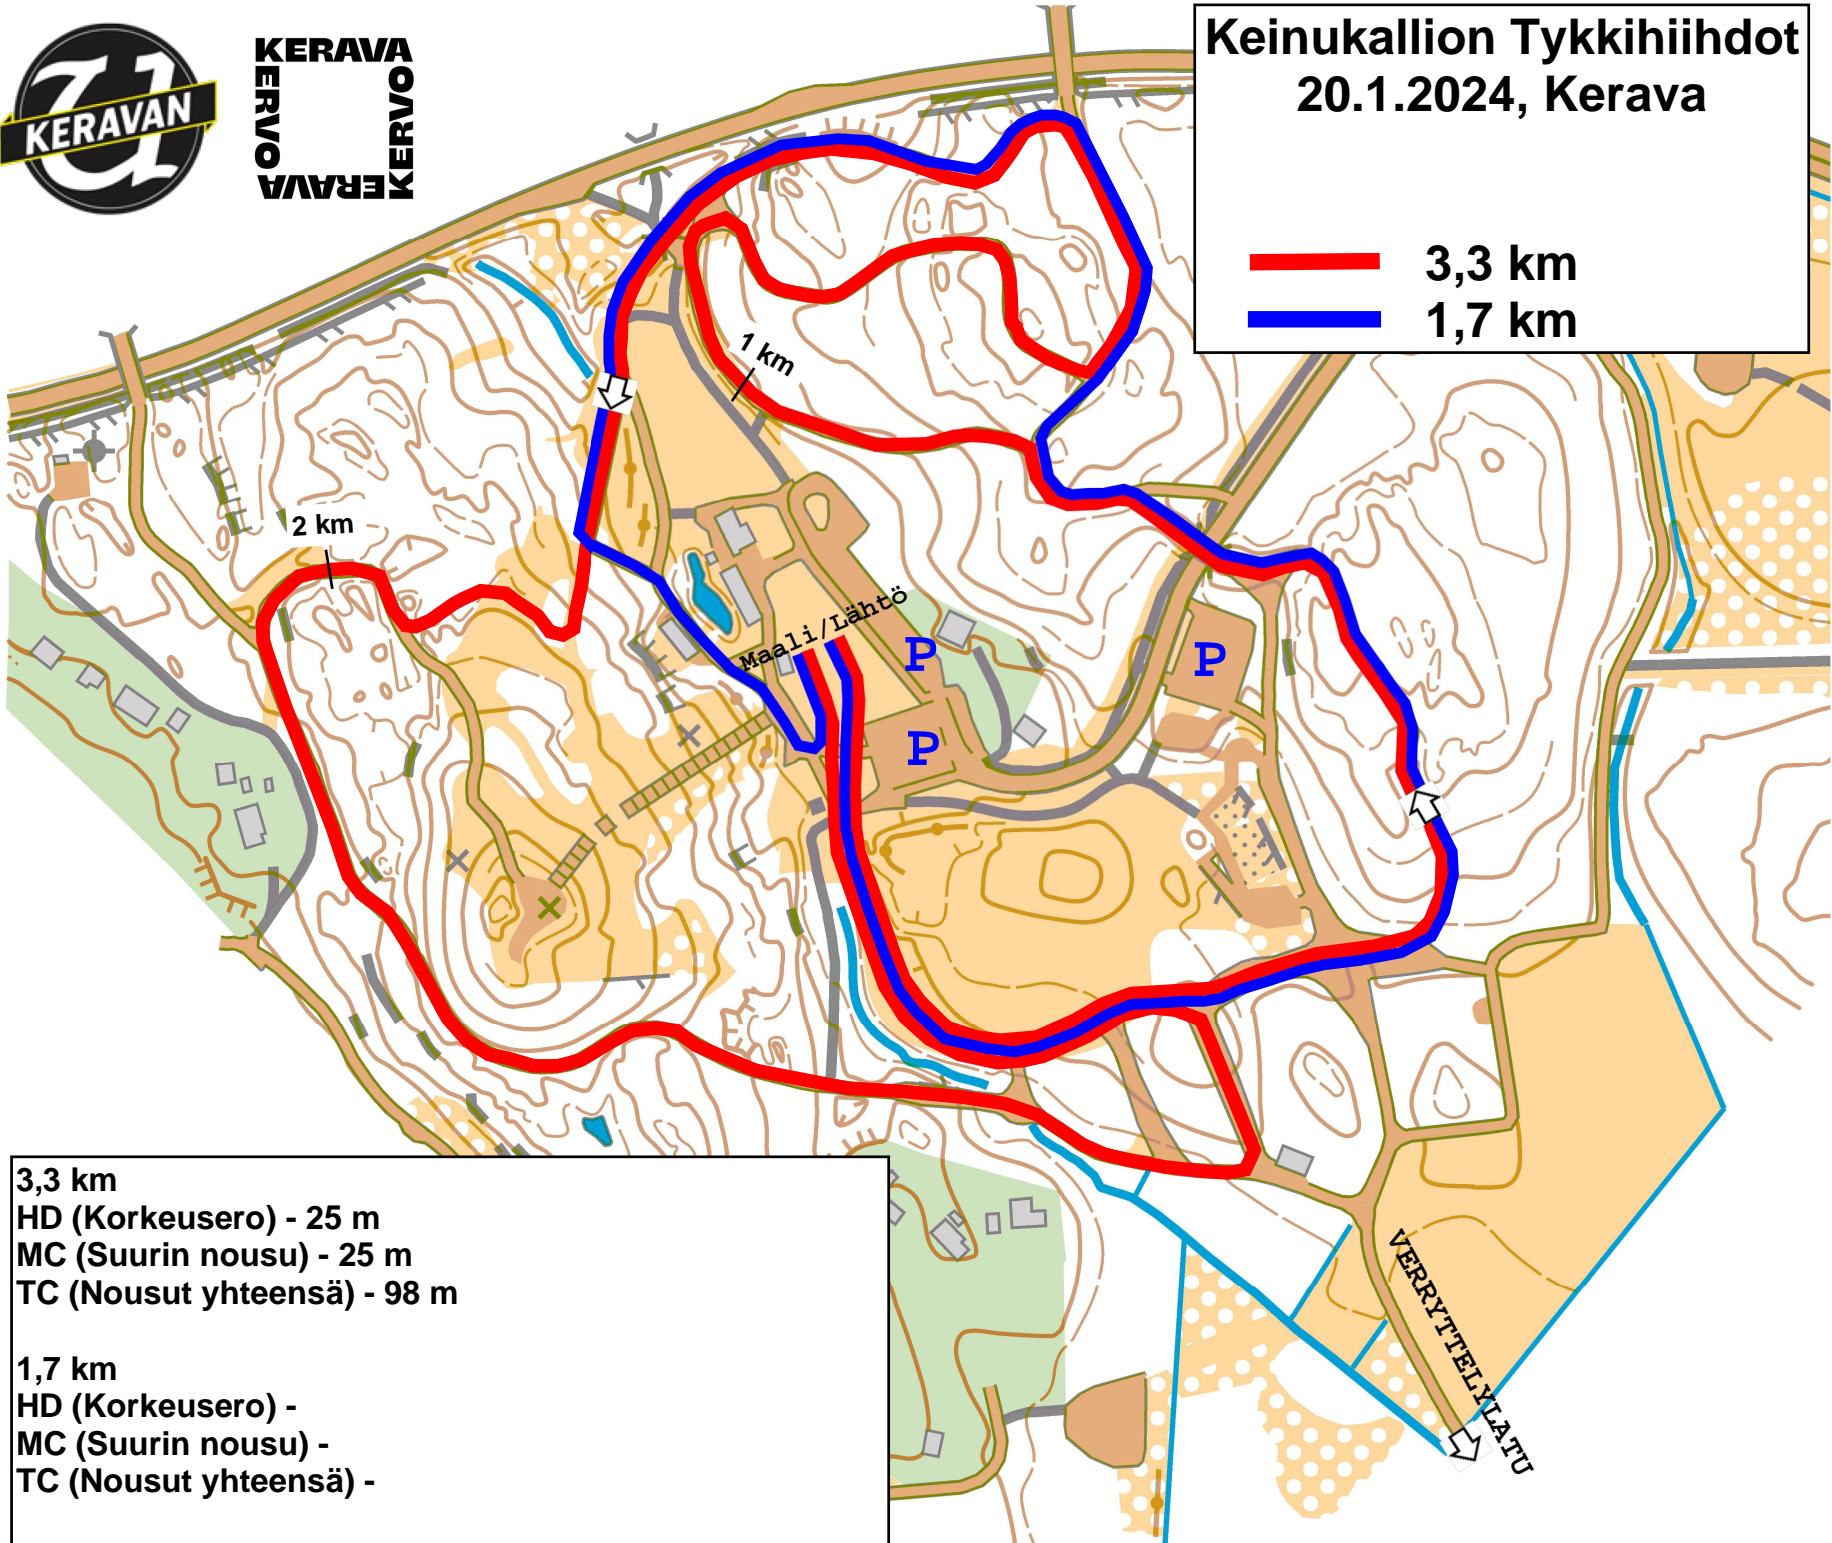 U
KERAVAN
KERAVA
KERVO
KERAVA
KERVO
Keinukallion Tykkihiihdot
20.1.2024, Kerava
3,3 km
1,7 km
1 km
2 km
Maali/Lähtö
P
P
P
VERRYTTELYLATU
3,3 km
HD (Korkeusero) - 25 m
MC (Suurin nousu) - 25 m
TC (Nousut yhteensä) - 98 m
1,7 km
HD (Korkeusero) -
MC (Suurin nousu) -
TC (Nousut yhteensä) -